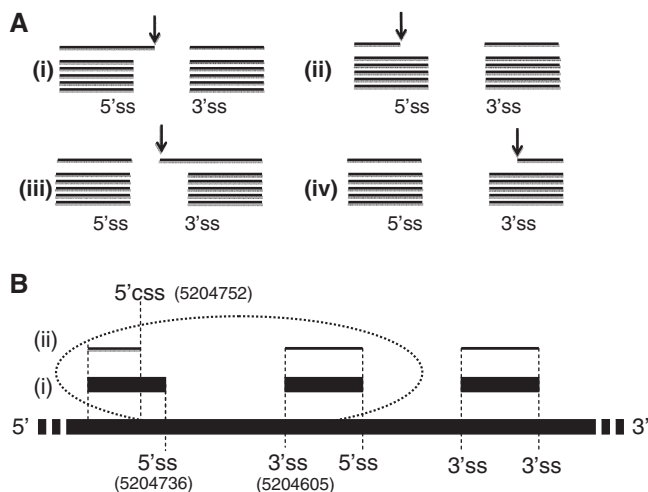 A
(i)
(ii)
5'ss 3'ss 5'ss 3'ss
(iii)
(iv)
5'ss 3'ss 5'ss 3'ss
B
5'css (5204752)
(ii)
(i)
5' 3'
5'ss 3'ss 5'ss 3'ss 3'ss
(5204736) (5204605)